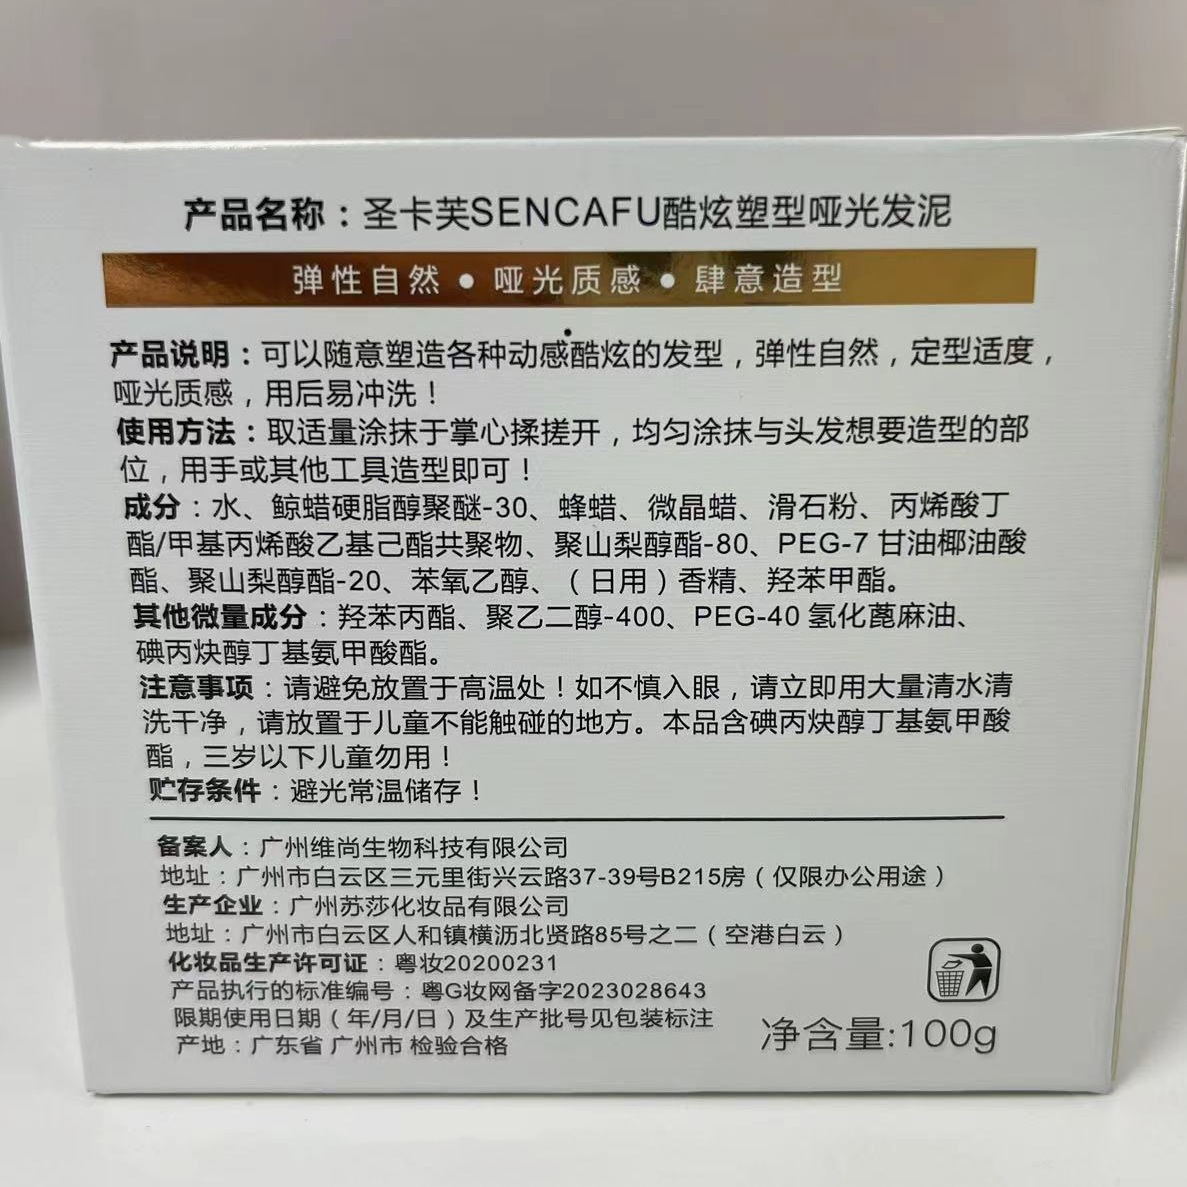 产品名称：圣卡芙SENCAFU酷炫塑型哑光发泥
弹性自然 ● 哑光质感 ● 肆意造型
产品说明：可以随意塑造各种动感酷炫的发型，弹性自然，定型适度，
哑光质感，用后易冲洗！
使用方法：取适量涂抹于掌心揉搓开，均匀涂抹与头发想要造型的部
位，用手或其他工具造型即可！
成分：水、鲸蜡硬脂醇聚醚-30、蜂蜡、微晶蜡、滑石粉、丙烯酸丁
酯/甲基丙烯酸乙基己酯共聚物、聚山梨醇酯-80、PEG-7 甘油椰油酸
酯、聚山梨醇酯-20、苯氧乙醇、（日用）香精、羟苯甲酯。
其他微量成分：羟苯丙酯、聚乙二醇-400、PEG-40 氢化蓖麻油、
碘丙炔醇丁基氨甲酸酯。
注意事项：请避免放置于高温处！如不慎入眼，请立即用大量清水清
洗干净，请放置于儿童不能触碰的地方。本品含碘丙炔醇丁基氨甲酸
酯，三岁以下儿童勿用！
贮存条件：避光常温储存！
备案人：广州维尚生物科技有限公司
地址：广州市白云区三元里街兴云路37-39号B215房（仅限办公用途）
生产企业：广州苏莎化妆品有限公司
地址：广州市白云区人和镇横沥北贤路85号之二（空港白云）
化妆品生产许可证：粤妆20200231
产品执行的标准编号：粤G妆网备字2023028643
限期使用日期（年/月/日）及生产批号见包装标注
产地：广东省 广州市 检验合格
净含量:100g